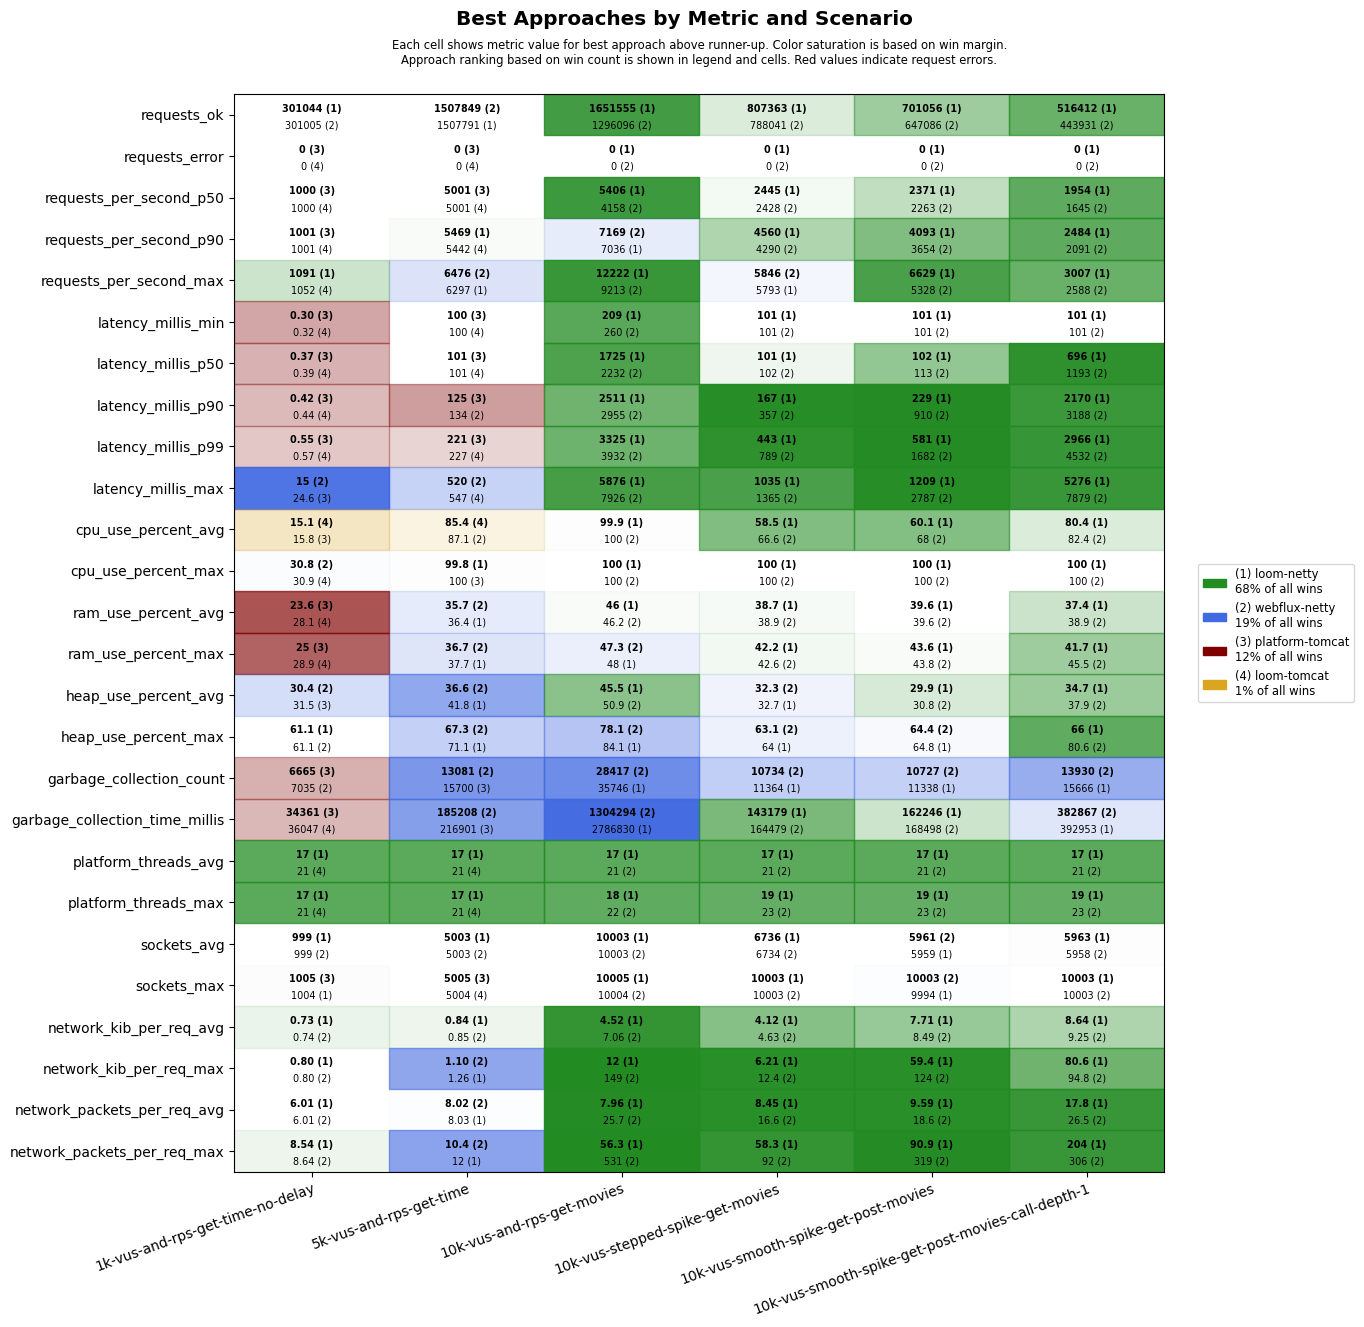 Best Approaches by Metric and Scenario
Each cell shows metric value for best approach above runner-up. Color saturation is based on win margin.
Approach ranking based on win count is shown in legend and cells. Red values indicate request errors.
requests_ok
301044 (1) 1507849 (2) 1651555 (1) 807363 (1) 701056 (1) 516412 (1)
301005 (2) 1507791 (1) 1296096 (2) 788041 (2) 647086 (2) 443931 (2)
requests_error
0 (3) 0 (3) 0 (1) 0 (1) 0 (1) 0 (1)
0 (4) 0 (4) 0 (2) 0 (2) 0 (2) 0 (2)
requests_per_second_p50
1000 (3) 5001 (3) 5406 (1) 2445 (1) 2371 (1) 1954 (1)
1000 (4) 5001 (4) 4158 (2) 2428 (2) 2263 (2) 1645 (2)
requests_per_second_p90
1001 (3) 5469 (1) 7169 (2) 4560 (1) 4093 (1) 2484 (1)
1001 (4) 5442 (4) 7036 (1) 4290 (2) 3654 (2) 2091 (2)
requests_per_second_max
1091 (1) 6476 (2) 12222 (1) 5846 (2) 6629 (1) 3007 (1)
1052 (4) 6297 (1) 9213 (2) 5793 (1) 5328 (2) 2588 (2)
latency_millis_min
0.30 (3) 100 (3) 209 (1) 101 (1) 101 (1) 101 (1)
0.32 (4) 100 (4) 260 (2) 101 (2) 101 (2) 101 (2)
latency_millis_p50
0.37 (3) 101 (3) 1725 (1) 101 (1) 102 (1) 696 (1)
0.39 (4) 101 (4) 2232 (2) 102 (2) 113 (2) 1193 (2)
latency_millis_p90
0.42 (3) 125 (3) 2511 (1) 167 (1) 229 (1) 2170 (1)
0.44 (4) 134 (2) 2955 (2) 357 (2) 910 (2) 3188 (2)
latency_millis_p99
0.55 (3) 221 (3) 3325 (1) 443 (1) 581 (1) 2966 (1)
0.57 (4) 227 (4) 3932 (2) 789 (2) 1682 (2) 4532 (2)
latency_millis_max
15 (2) 520 (2) 5876 (1) 1035 (1) 1209 (1) 5276 (1)
24.6 (3) 547 (4) 7926 (2) 1365 (2) 2787 (2) 7879 (2)
cpu_use_percent_avg
15.1 (4) 85.4 (4) 99.9 (1) 58.5 (1) 60.1 (1) 80.4 (1)
15.8 (3) 87.1 (2) 100 (2) 66.6 (2) 68 (2) 82.4 (2)
cpu_use_percent_max
30.8 (2) 99.8 (1) 100 (1) 100 (1) 100 (1) 100 (1)
30.9 (4) 100 (3) 100 (2) 100 (2) 100 (2) 100 (2)
ram_use_percent_avg
23.6 (3) 35.7 (2) 46 (1) 38.7 (1) 39.6 (1) 37.4 (1)
28.1 (4) 36.4 (1) 46.2 (2) 38.9 (2) 39.6 (2) 38.9 (2)
ram_use_percent_max
25 (3) 36.7 (2) 47.3 (2) 42.2 (1) 43.6 (1) 41.7 (1)
28.9 (4) 37.7 (1) 48 (1) 42.6 (2) 43.8 (2) 45.5 (2)
heap_use_percent_avg
30.4 (2) 36.6 (2) 45.5 (1) 32.3 (2) 29.9 (1) 34.7 (1)
31.5 (3) 41.8 (1) 50.9 (2) 32.7 (1) 30.8 (2) 37.9 (2)
heap_use_percent_max
61.1 (1) 67.3 (2) 78.1 (2) 63.1 (2) 64.4 (2) 66 (1)
61.1 (2) 71.1 (1) 84.1 (1) 64 (1) 64.8 (1) 80.6 (2)
garbage_collection_count
6665 (3) 13081 (2) 28417 (2) 10734 (2) 10727 (2) 13930 (2)
7035 (2) 15700 (3) 35746 (1) 11364 (1) 11338 (1) 15666 (1)
garbage_collection_time_millis
34361 (3) 185208 (2) 1304294 (2) 143179 (1) 162246 (1) 382867 (2)
36047 (4) 216901 (3) 2786830 (1) 164479 (2) 168498 (2) 392953 (1)
platform_threads_avg
17 (1) 17 (1) 17 (1) 17 (1) 17 (1) 17 (1)
21 (4) 21 (4) 21 (2) 21 (2) 21 (2) 21 (2)
platform_threads_max
17 (1) 17 (1) 18 (1) 19 (1) 19 (1) 19 (1)
21 (4) 21 (4) 22 (2) 23 (2) 23 (2) 23 (2)
sockets_avg
999 (1) 5003 (1) 10003 (1) 6736 (1) 5961 (2) 5963 (1)
999 (2) 5003 (2) 10003 (2) 6734 (2) 5959 (1) 5958 (2)
sockets_max
1005 (3) 5005 (3) 10005 (1) 10003 (1) 10003 (2) 10003 (1)
1004 (1) 5004 (4) 10004 (2) 10003 (2) 9994 (1) 10003 (2)
network_kib_per_req_avg
0.73 (1) 0.84 (1) 4.52 (1) 4.12 (1) 7.71 (1) 8.64 (1)
0.74 (2) 0.85 (2) 7.06 (2) 4.63 (2) 8.49 (2) 9.25 (2)
network_kib_per_req_max
0.80 (1) 1.10 (2) 12 (1) 6.21 (1) 59.4 (1) 80.6 (1)
0.80 (2) 1.26 (1) 149 (2) 12.4 (2) 124 (2) 94.8 (2)
network_packets_per_req_avg
6.01 (1) 8.02 (2) 7.96 (1) 8.45 (1) 9.59 (1) 17.8 (1)
6.01 (2) 8.03 (1) 25.7 (2) 16.6 (2) 18.6 (2) 26.5 (2)
network_packets_per_req_max
8.54 (1) 10.4 (2) 56.3 (1) 58.3 (1) 90.9 (1) 204 (1)
8.64 (2) 12 (1) 531 (2) 92 (2) 319 (2) 306 (2)
1k-vus-and-rps-get-time-no-delay
5k-vus-and-rps-get-time
10k-vus-and-rps-get-movies
10k-vus-stepped-spike-get-movies
10k-vus-smooth-spike-get-post-movies
10k-vus-smooth-spike-get-post-movies-call-depth-1
(1) loom-netty
68% of all wins
(2) webflux-netty
19% of all wins
(3) platform-tomcat
12% of all wins
(4) loom-tomcat
1% of all wins